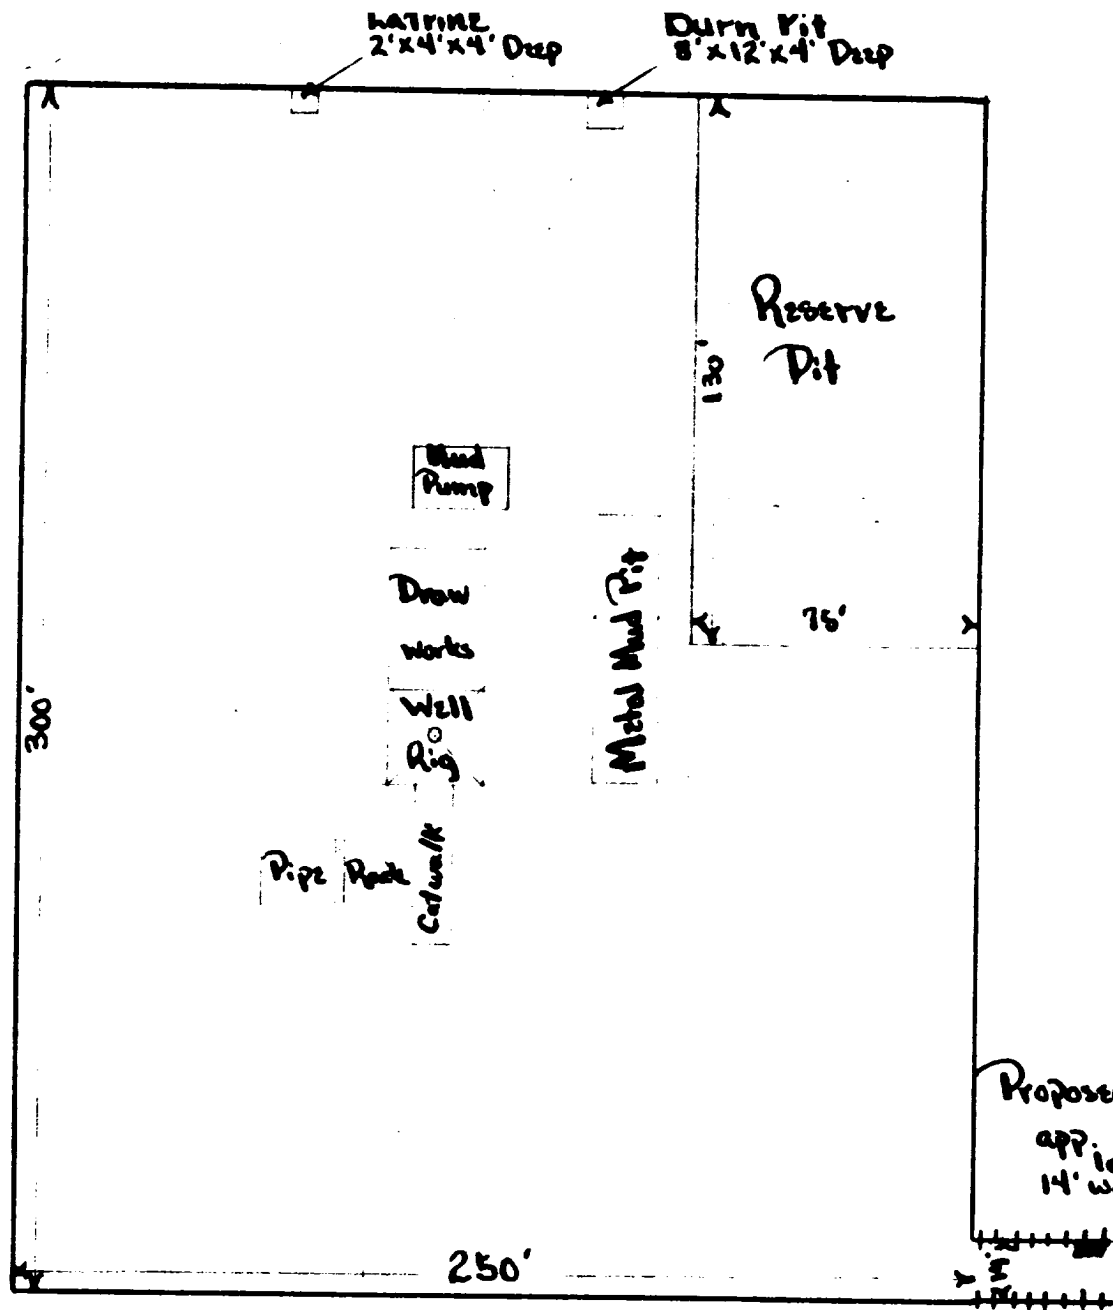 LATRINE
2'x4'x4' Deep
Burn Pit
8'x12'x4' Deep
Reserve
Pit
130'
75'
Mud
Pump
Draw
works
Well
Rig
Metal Mud Pit
Pipe Rack
Catwalk
300'
250'
Propose
app.
14' w